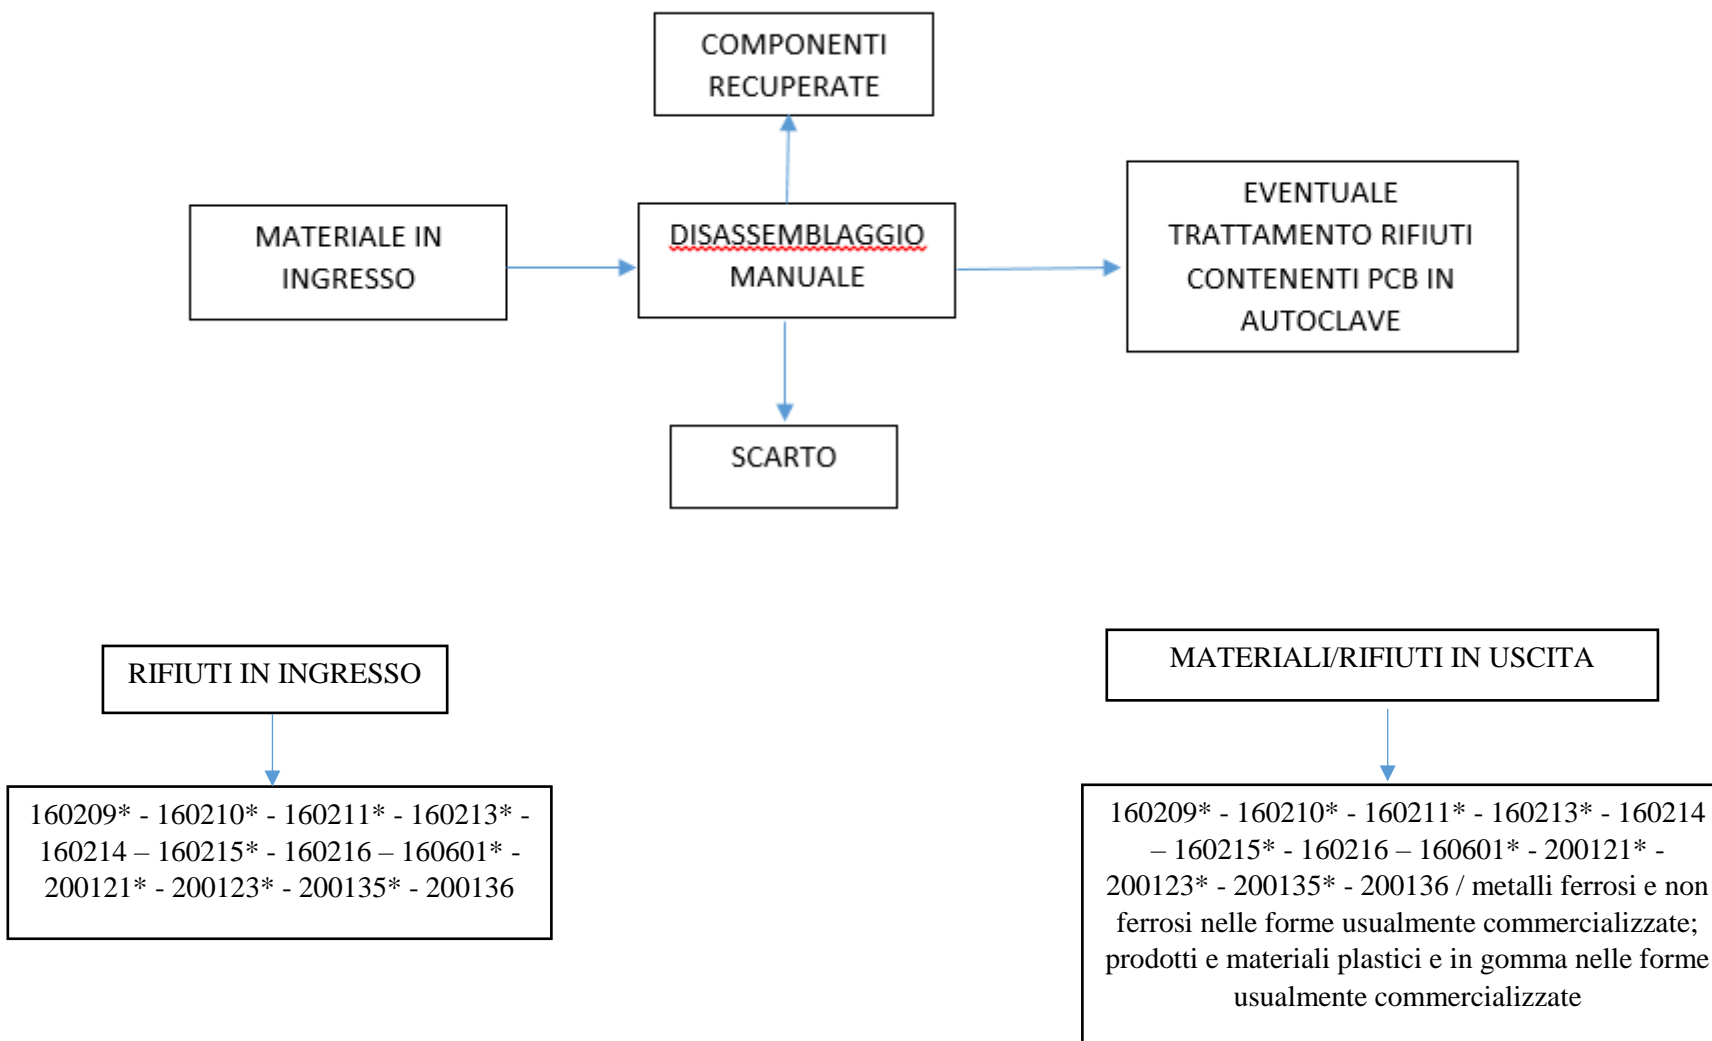 COMPONENTI
RECUPERATE
MATERIALE IN
INGRESSO
DISASSEMBLAGGIO
MANUALE
EVENTUALE
TRATTAMENTO RIFIUTI
CONTENENTI PCB IN
AUTOCLAVE
SCARTO
RIFIUTI IN INGRESSO
160209* - 160210* - 160211* - 160213* -
160214 – 160215* - 160216 – 160601* -
200121* - 200123* - 200135* - 200136
MATERIALI/RIFIUTI IN USCITA
160209* - 160210* - 160211* - 160213* - 160214
– 160215* - 160216 – 160601* - 200121* -
200123* - 200135* - 200136 / metalli ferrosi e non
ferrosi nelle forme usualmente commercializzate;
prodotti e materiali plastici e in gomma nelle forme
usualmente commercializzate